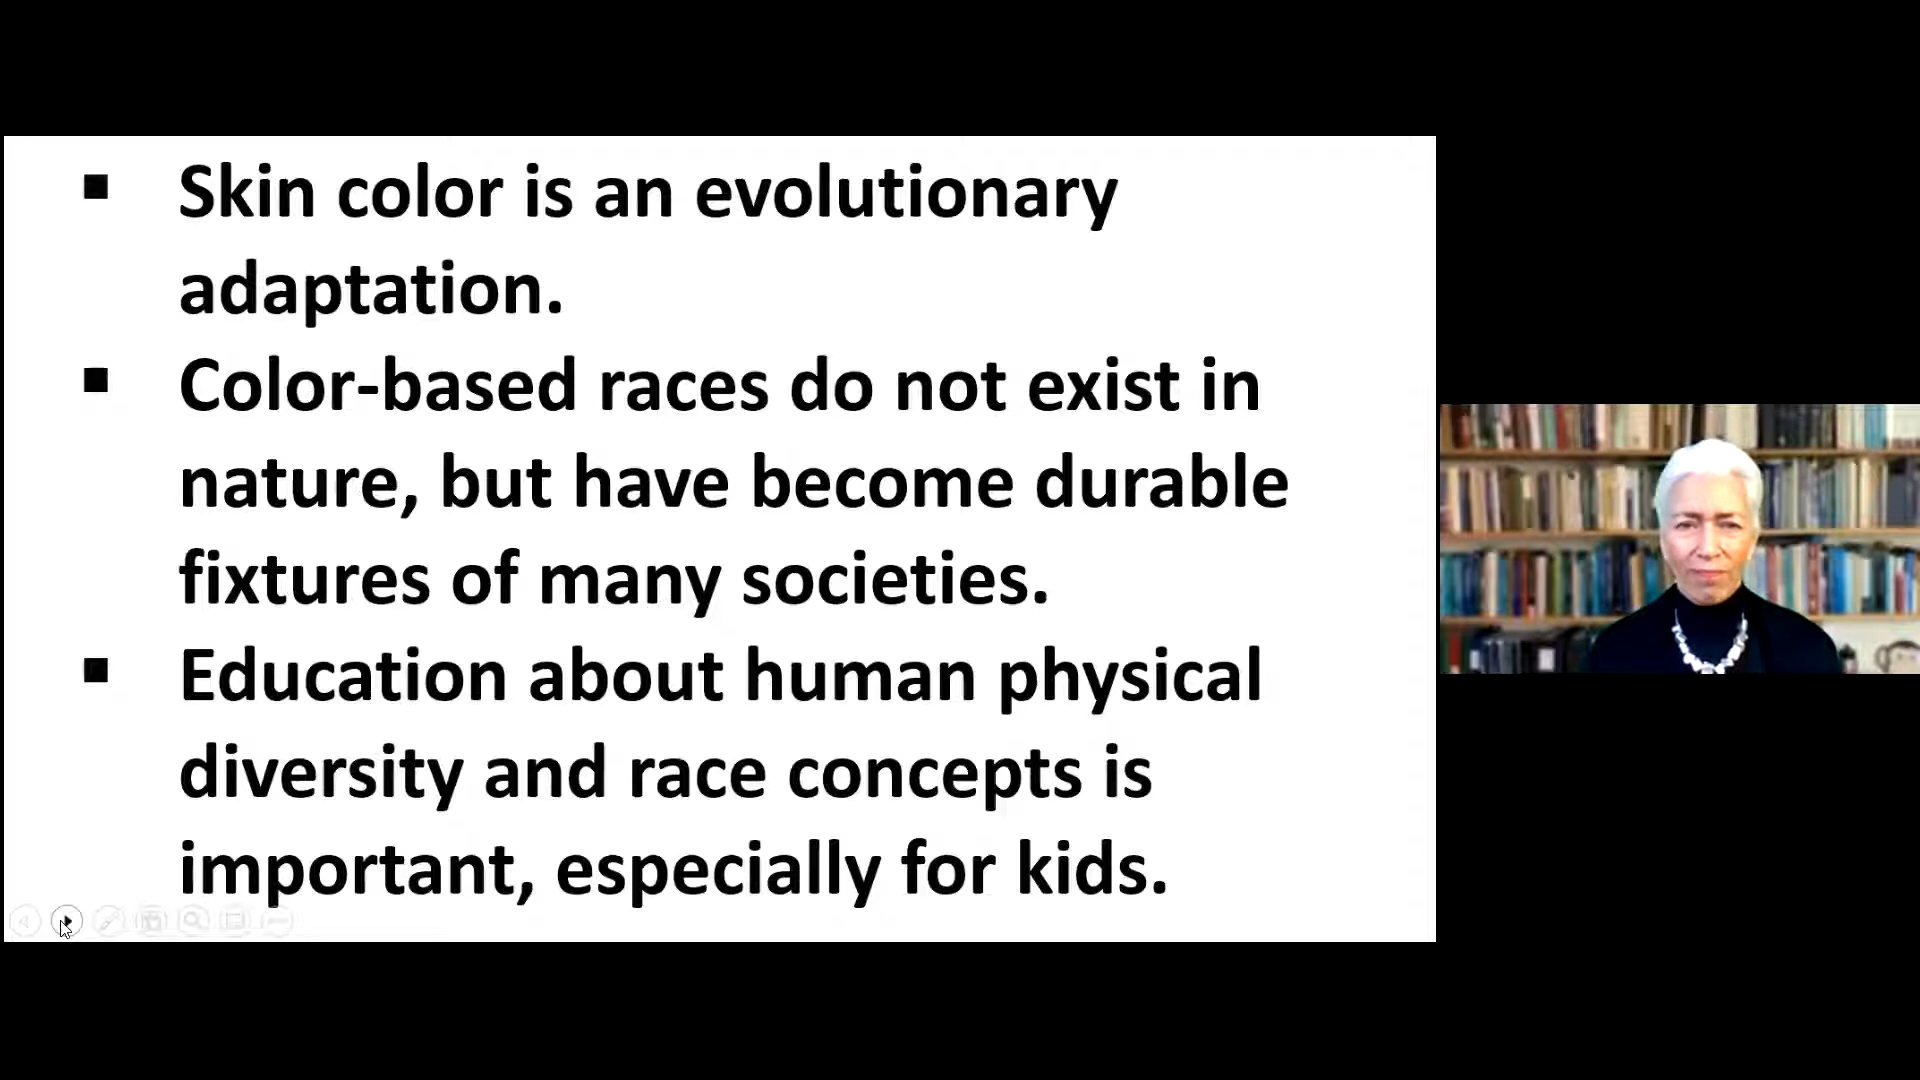 ▪ Skin color is an evolutionary
adaptation.
▪ Color-based races do not exist in
nature, but have become durable
fixtures of many societies.
▪ Education about human physical
diversity and race concepts is
important, especially for kids.